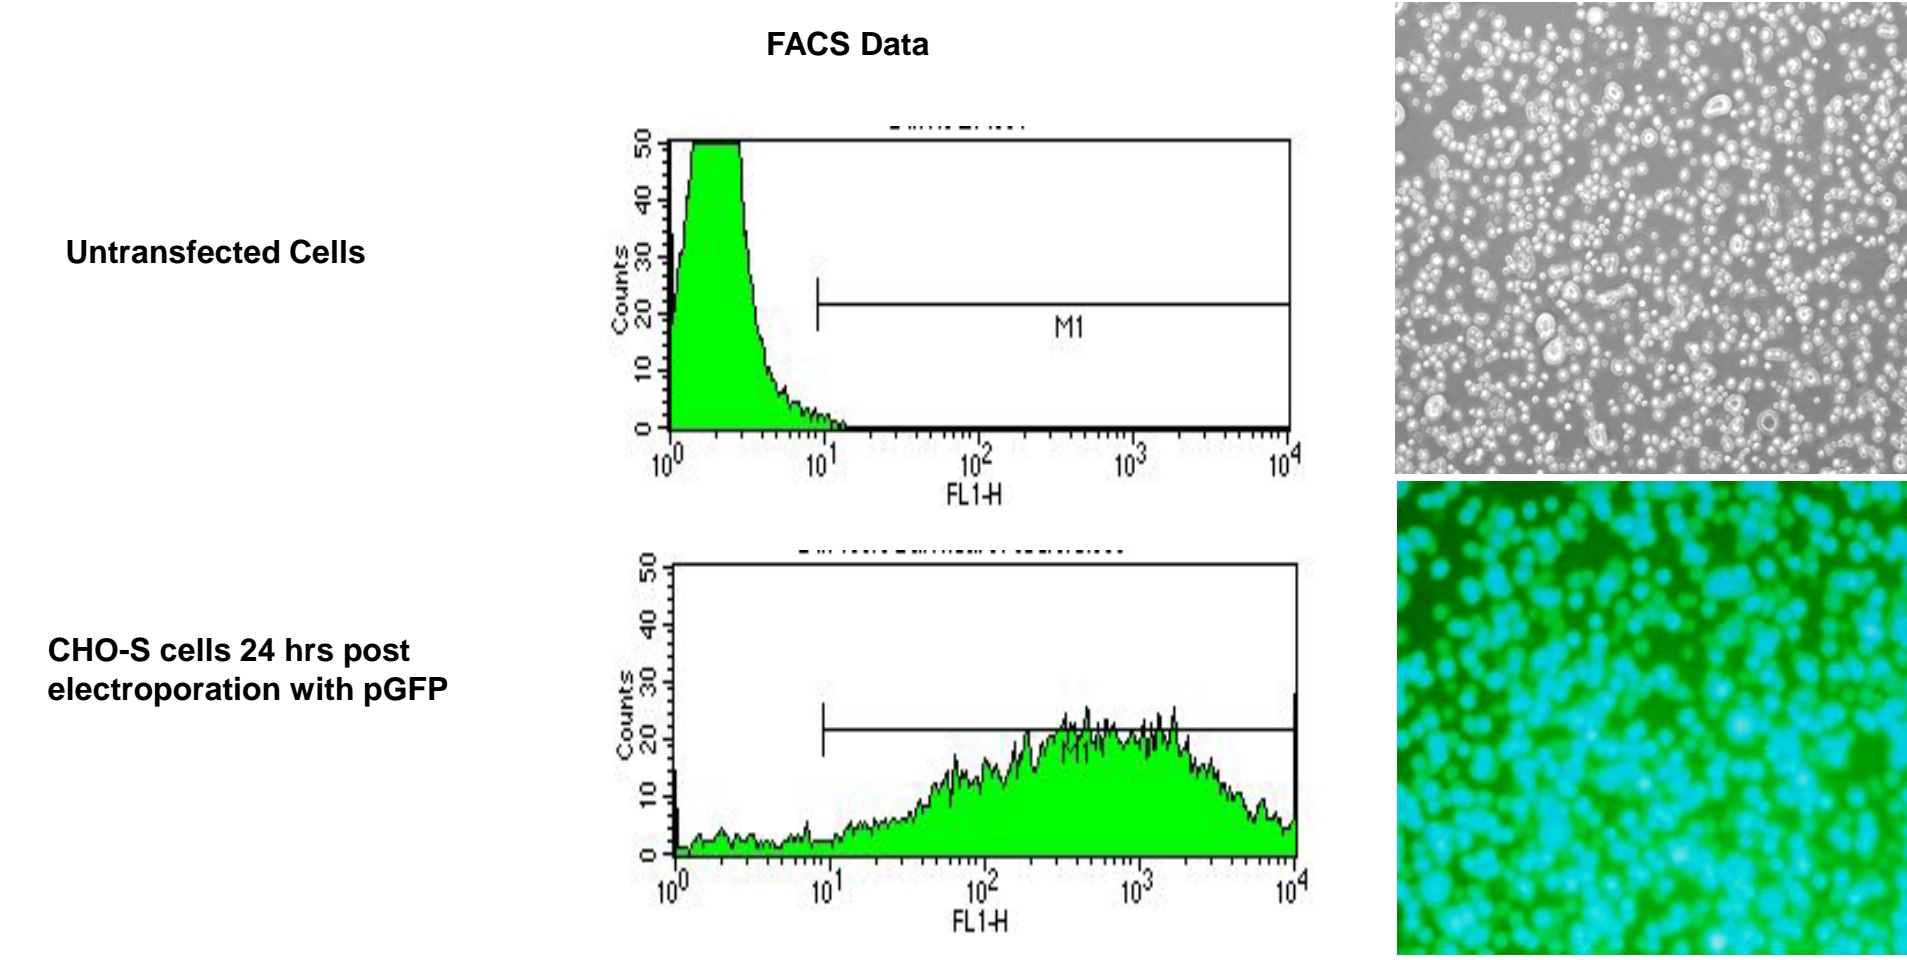 FACS Data
Untransfected Cells
Counts
50
40
30
20
10
0
M1
10^0 10^1 10^2 10^3 10^4
FL1-H
CHO-S cells 24 hrs post
electroporation with pGFP
Counts
50
40
30
20
10
0
10^0 10^1 10^2 10^3 10^4
FL1-H